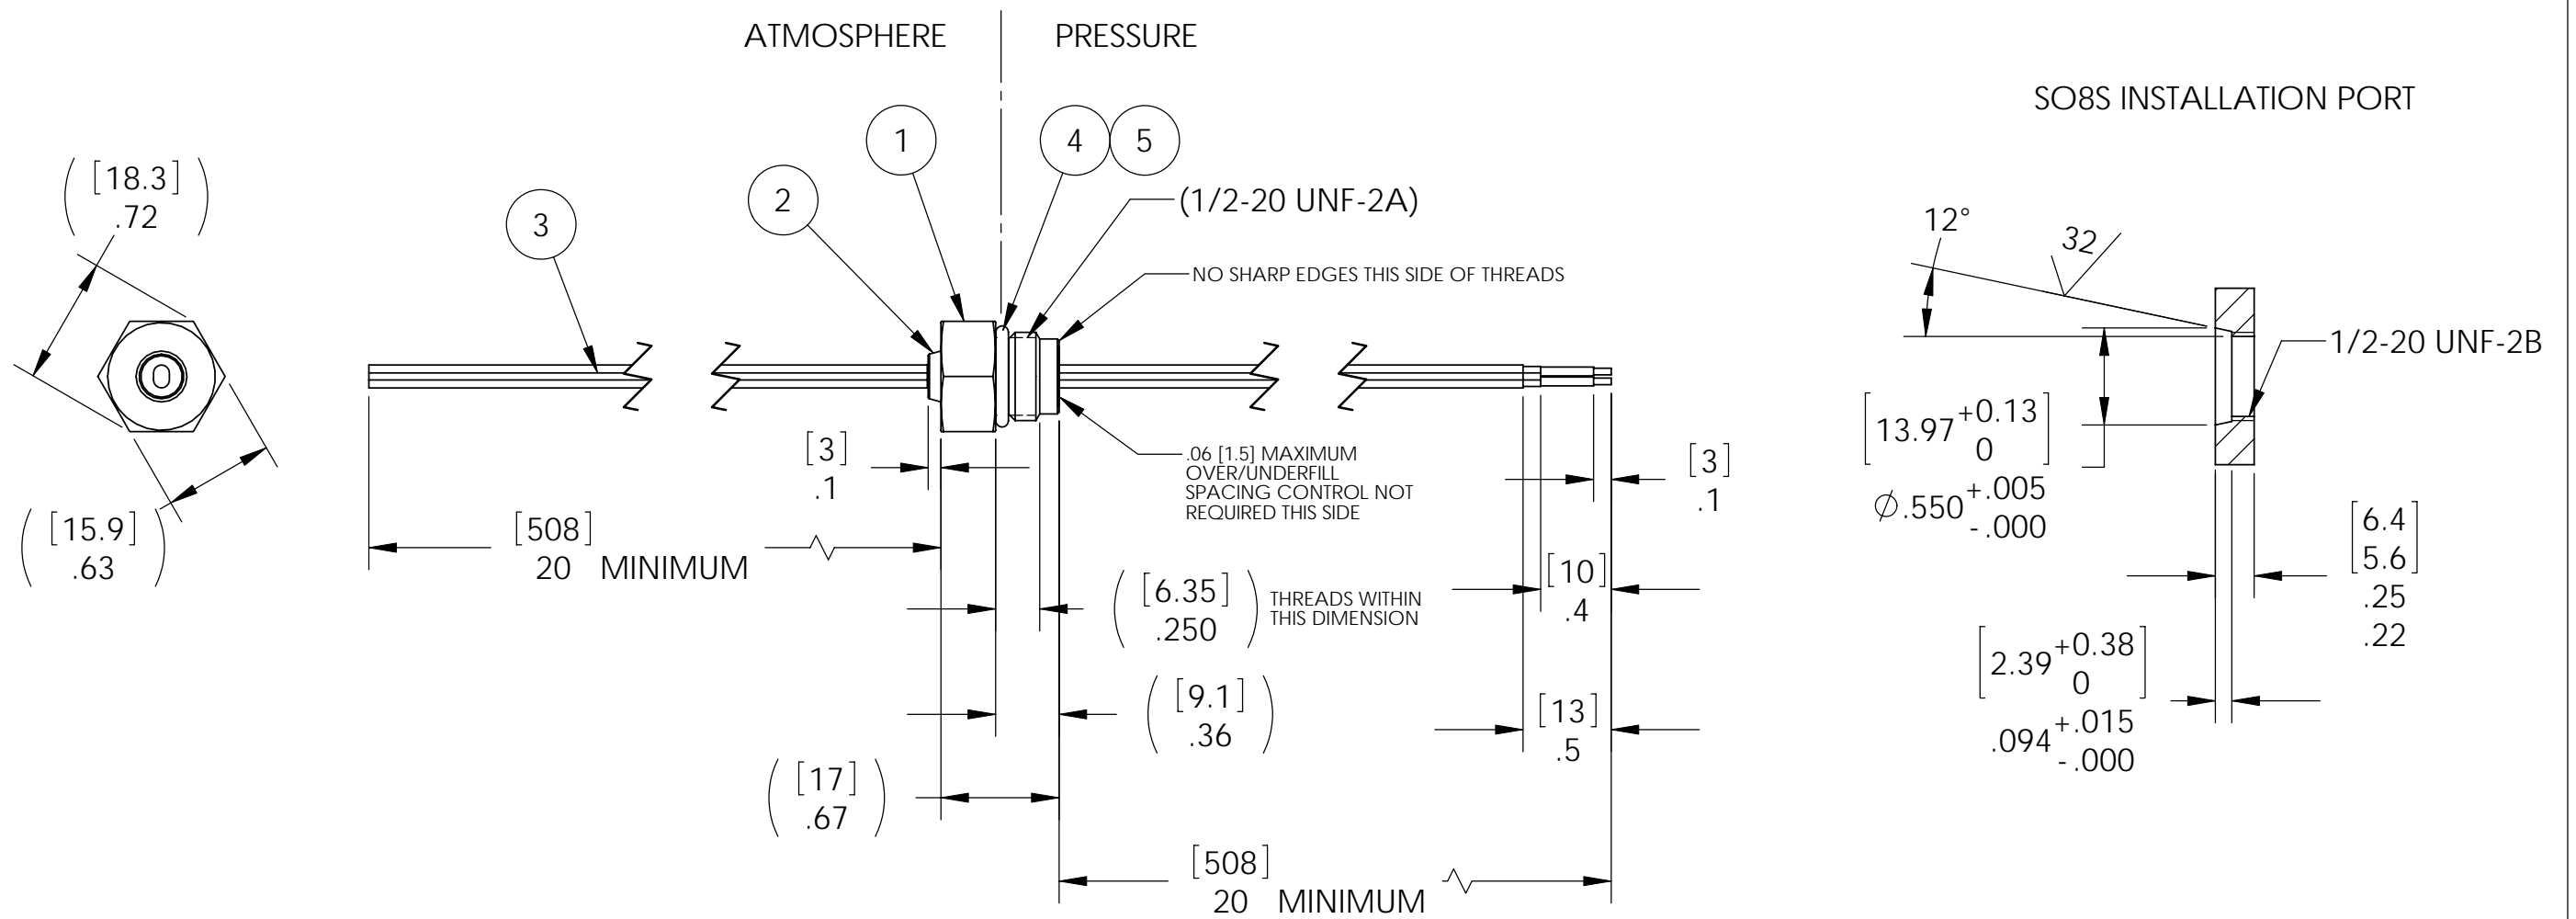 ATMOSPHERE
PRESSURE
SO8S INSTALLATION PORT
1
4
5
[18.3]
.72
3
2
(1/2-20 UNF-2A)
NO SHARP EDGES THIS SIDE OF THREADS
12°
32
1/2-20 UNF-2B
[15.9]
.63
[3]
.1
.06 [1.5] MAXIMUM
OVER/UNDERFILL
SPACING CONTROL NOT
REQUIRED THIS SIDE
[3]
.1
[13.97 +0.13
0]
∅.550 +.005
-.000
[508]
20 MINIMUM
([6.35]
.250)
THREADS WITHIN
THIS DIMENSION
[10]
.4
[6.4
5.6]
.25
.22
([9.1]
.36)
[13]
.5
[2.39 +0.38
0]
.094 +.015
-.000
([17]
.67)
[508]
20 MINIMUM